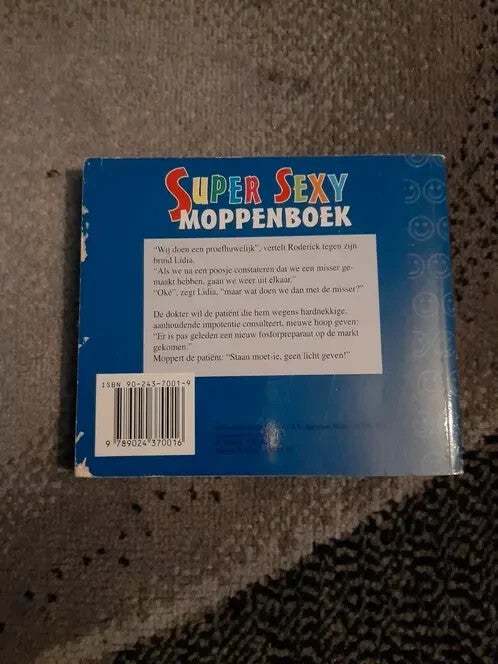 SUPER SEXY
MOPPENBOEK
"Wij doen een proefhuwelijk", vertelt Roderick tegen zijn
bruid Lidia.
"Als we na een poosje constateren dat we een misser ge-
maakt hebben, gaan we weer uit elkaar."
"Oké", zegt Lidia, "maar wat doen we dan met de misser?"
De dokter wil de patiënt die hem wegens hardnekkige,
aanhoudende impotentie consulteert, nieuwe hoop geven:
"Er is pas geleden een nieuw fosforpreparaat op de markt
gekomen."
Moppert de patiënt: "Staan moet-ie, geen licht geven!"
ISBN 90-243-7001-9
9 789024 370016